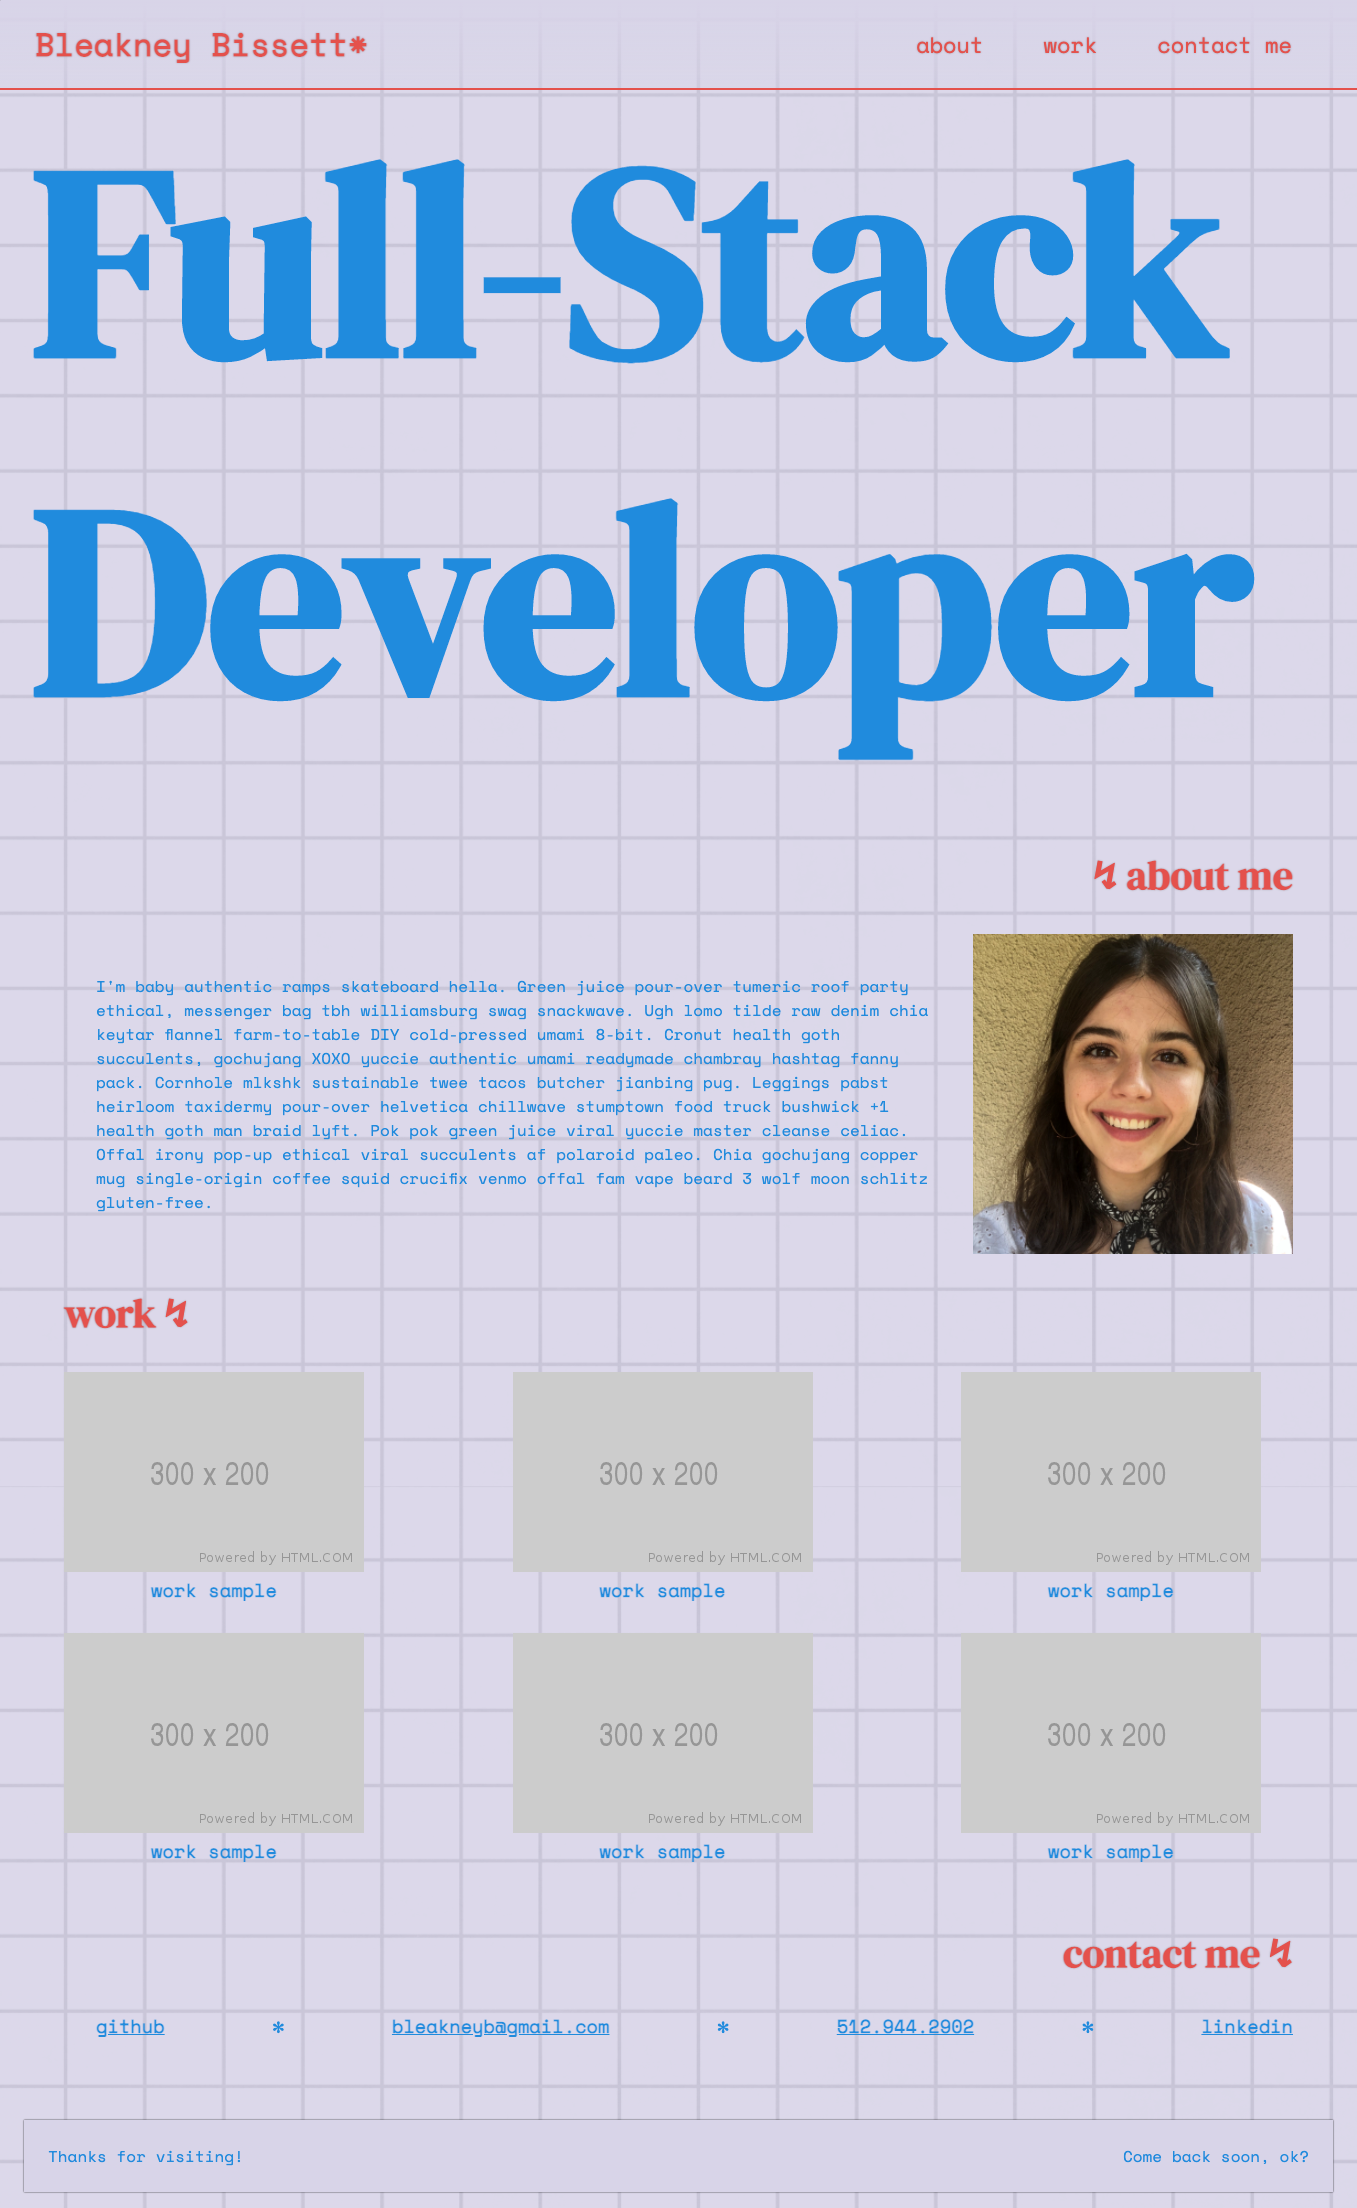 Bleakney Bissett*
about work contact me
Full-Stack
Developer
↯ about me
I'm baby authentic ramps skateboard hella. Green juice pour-over tumeric roof party
ethical, messenger bag tbh williamsburg swag snackwave. Ugh lomo tilde raw denim chia
keytar flannel farm-to-table DIY cold-pressed umami 8-bit. Cronut health goth
succulents, gochujang XOXO yuccie authentic umami readymade chambray hashtag fanny
pack. Cornhole mlkshk sustainable twee tacos butcher jianbing pug. Leggings pabst
heirloom taxidermy pour-over helvetica chillwave stumptown food truck bushwick +1
health goth man braid lyft. Pok pok green juice viral yuccie master cleanse celiac.
Offal irony pop-up ethical viral succulents af polaroid paleo. Chia gochujang copper
mug single-origin coffee squid crucifix venmo offal fam vape beard 3 wolf moon schlitz
gluten-free.
work ↯
300 x 200
Powered by HTML.COM
work sample
300 x 200
Powered by HTML.COM
work sample
300 x 200
Powered by HTML.COM
work sample
300 x 200
Powered by HTML.COM
work sample
300 x 200
Powered by HTML.COM
work sample
300 x 200
Powered by HTML.COM
work sample
contact me ↯
github * bleakneyb@gmail.com * 512.944.2902 * linkedin
Thanks for visiting!
Come back soon, ok?